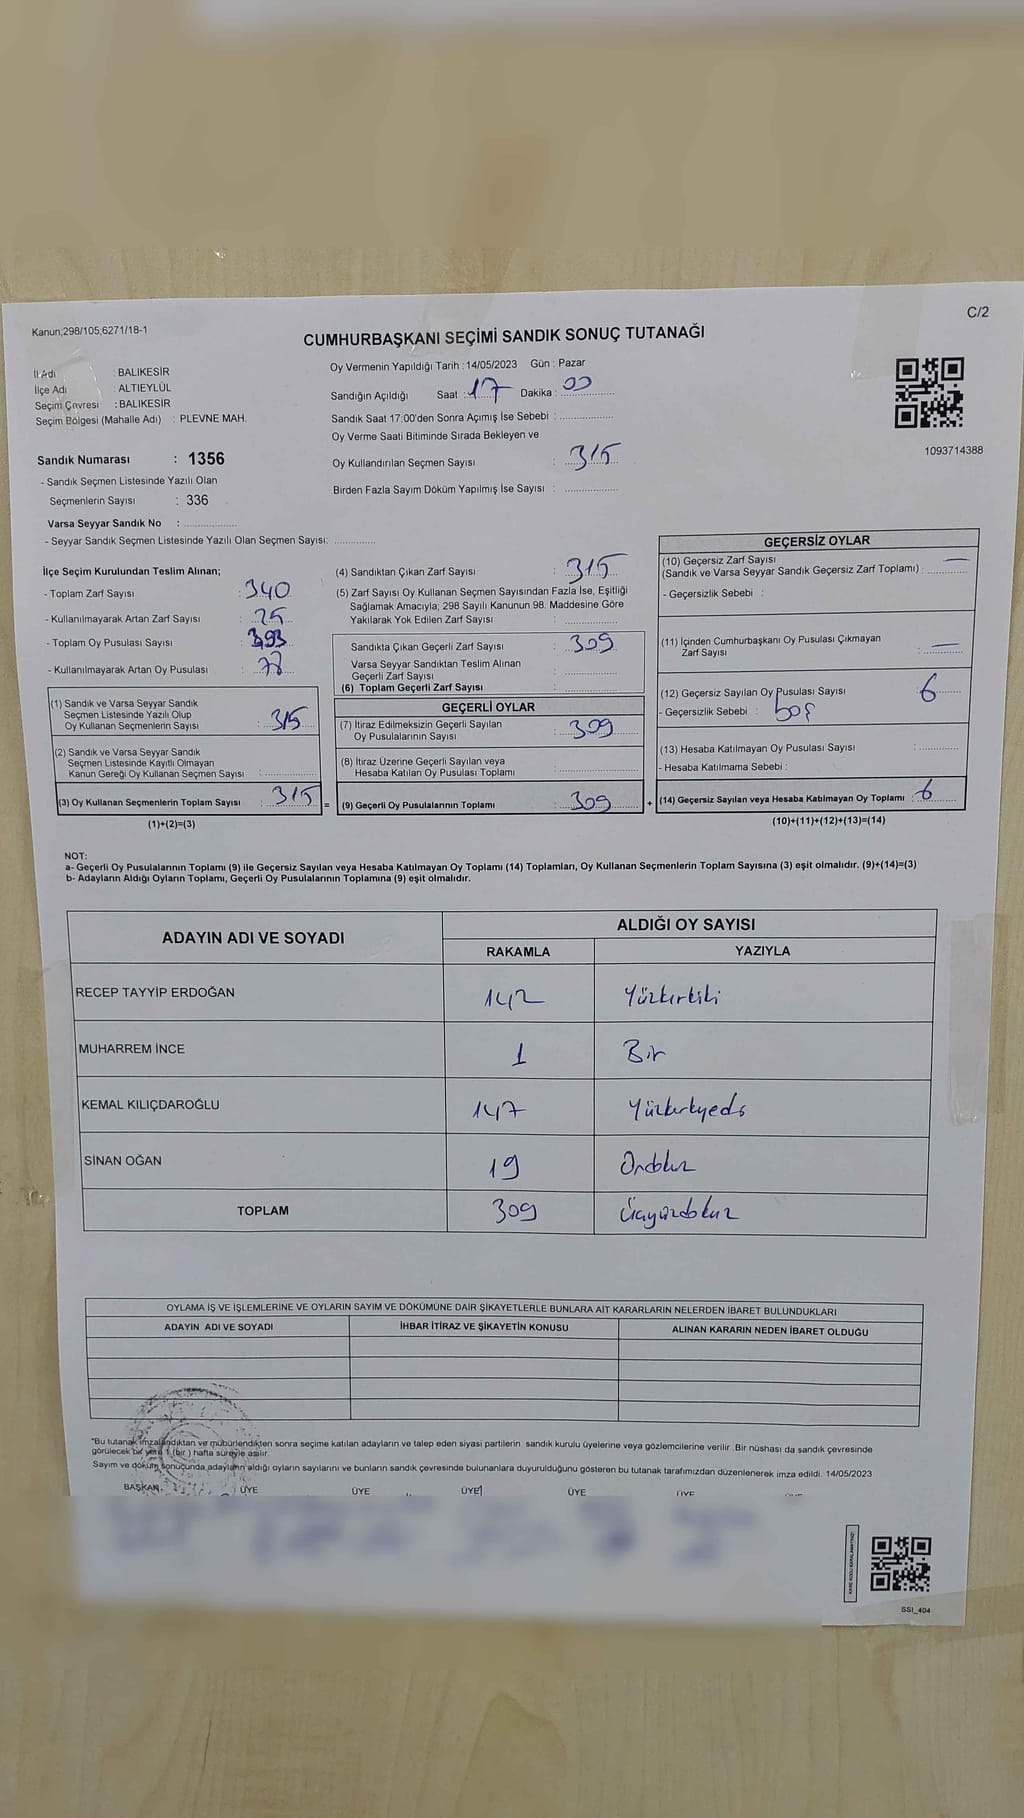 C/2
Kanun;298/105,6271/18-1
CUMHURBAŞKANI SEÇİMİ SANDIK SONUÇ TUTANAĞI
İl Adı : BALIKESİR
İlçe Adı : ALTIEYLÜL
Seçim Çevresi : BALIKESİR
Seçim Bölgesi (Mahalle Adı) : PLEVNE MAH.
Sandık Numarası : 1356
- Sandık Seçmen Listesinde Yazılı Olan
Seçmenlerin Sayısı : 336
Varsa Seyyar Sandık No :
- Seyyar Sandık Seçmen Listesinde Yazılı Olan Seçmen Sayısı:
Oy Vermenin Yapıldığı Tarih :14/05/2023 Gün : Pazar
Sandığın Açıldığı Saat : 17 Dakika : 00
Sandık Saat 17:00'den Sonra Açımış İse Sebebi :
Oy Verme Saati Bitiminde Sırada Bekleyen ve
Oy Kullandırılan Seçmen Sayısı : 315
Birden Fazla Sayım Döküm Yapılmış İse Sayısı :
1093714388
İlçe Seçim Kurulundan Teslim Alınan;
- Toplam Zarf Sayısı : 340
- Kullanılmayarak Artan Zarf Sayısı : 25
- Toplam Oy Pusulası Sayısı : 393
- Kullanılmayarak Artan Oy Pusulası : 78
(1) Sandık ve Varsa Seyyar Sandık
Seçmen Listesinde Yazılı Olup
Oy Kullanan Seçmenlerin Sayısı : 315
(2) Sandık ve Varsa Seyyar Sandık
Seçmen Listesinde Kayıtlı Olmayan
Kanun Gereği Oy Kullanan Seçmen Sayısı :
(3) Oy Kullanan Seçmenlerin Toplam Sayısı : 315 =
(1)+(2)=(3)
(4) Sandıktan Çıkan Zarf Sayısı : 315
(5) Zarf Sayısı Oy Kullanan Seçmen Sayısından Fazla İse, Eşitliği
Sağlamak Amacıyla; 298 Sayılı Kanunun 98. Maddesine Göre
Yakılarak Yok Edilen Zarf Sayısı :
Sandıkta Çıkan Geçerli Zarf Sayısı : 309
Varsa Seyyar Sandıktan Teslim Alınan
Geçerli Zarf Sayısı :
(6) Toplam Geçerli Zarf Sayısı :
GEÇERLİ OYLAR
(7) İtiraz Edilmeksizin Geçerli Sayılan
Oy Pusulalarının Sayısı : 309
(8) İtiraz Üzerine Geçerli Sayılan veya
Hesaba Katılan Oy Pusulası Toplamı :
(9) Geçerli Oy Pusulalarının Toplamı : 309 +
GEÇERSİZ OYLAR
(10) Geçersiz Zarf Sayısı
(Sandık ve Varsa Seyyar Sandık Geçersiz Zarf Toplamı) : —
- Geçersizlik Sebebi :
(11) İçinden Cumhurbaşkanı Oy Pusulası Çıkmayan
Zarf Sayısı : —
(12) Geçersiz Sayılan Oy Pusulası Sayısı : 6
- Geçersizlik Sebebi : boş
(13) Hesaba Katılmayan Oy Pusulası Sayısı :
- Hesaba Katılmama Sebebi :
(14) Geçersiz Sayılan veya Hesaba Katılmayan Oy Toplamı : 6
(10)+(11)+(12)+(13)=(14)
NOT:
a- Geçerli Oy Pusulalarının Toplamı (9) ile Geçersiz Sayılan veya Hesaba Katılmayan Oy Toplamı (14) Toplamları, Oy Kullanan Seçmenlerin Toplam Sayısına (3) eşit olmalıdır. (9)+(14)=(3)
b- Adayların Aldığı Oyların Toplamı, Geçerli Oy Pusulalarının Toplamına (9) eşit olmalıdır.
ADAYIN ADI VE SOYADI ALDIĞI OY SAYISI
RAKAMLA YAZIYLA
RECEP TAYYİP ERDOĞAN 142 Yüzkırkiki
MUHARREM İNCE 1 Bir
KEMAL KILIÇDAROĞLU 147 Yüzkırkyedi
SİNAN OĞAN 19 Ondokuz
TOPLAM 309 Üçyüzdokuz
OYLAMA İŞ VE İŞLEMLERİNE VE OYLARIN SAYIM VE DÖKÜMÜNE DAİR ŞİKAYETLERLE BUNLARA AİT KARARLARIN NELERDEN İBARET BULUNDUKLARI
ADAYIN ADI VE SOYADI İHBAR İTİRAZ VE ŞİKAYETİN KONUSU ALINAN KARARIN NEDEN İBARET OLDUĞU
"Bu tutanak imzalandıktan ve mühürlendikten sonra seçime katılan adayların ve talep eden siyasi partilerin sandık kurulu üyelerine veya gözlemcilerine verilir .Bir nüshası da sandık çevresinde
görülecek bir yere 1 (bir ) hafta süreyle asılır.
Sayım ve döküm sonuçunda adayların aldığı oyların sayılarını ve bunların sandık çevresinde bulunanlara duyurulduğunu gösteren bu tutanak tarafımızdan düzenlenerek imza edildi. 14/05/2023
BAŞKAN ÜYE ÜYE ÜYE ÜYE ÜYE
SSI_404